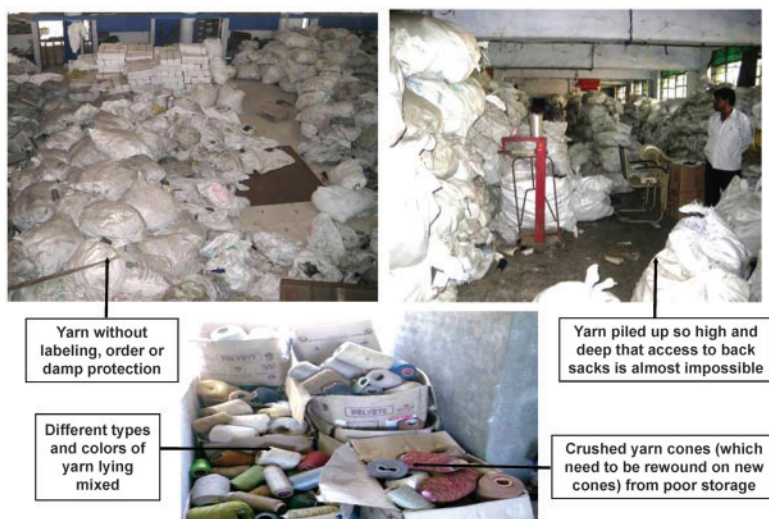 Yarn without
labeling, order or
damp protection
Yarn piled up so high and
deep that access to back
sacks is almost impossible
Different types
and colors of
yarn lying
mixed
Crushed yarn cones (which
need to be rewound on new
cones) from poor storage